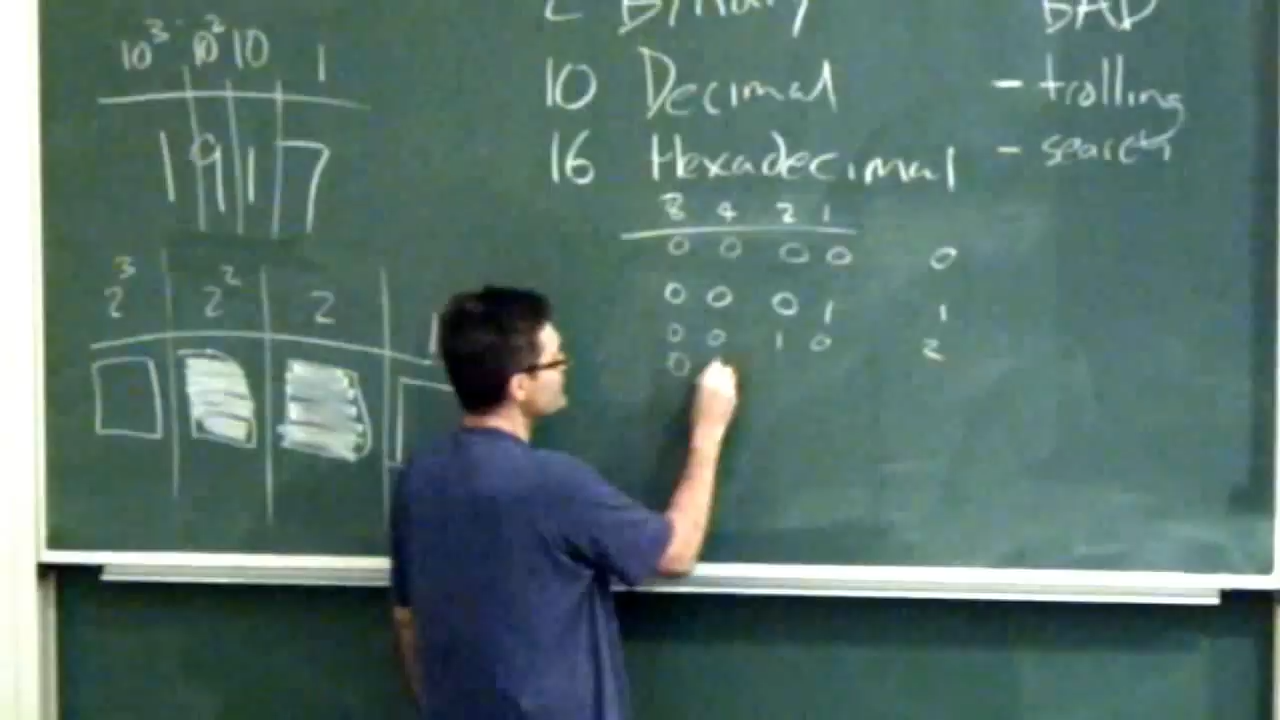 10³ 10² 10 1
1 9 1 7
2³ 2² 2 1
2 Binary
10 Decimal
16 Hexadecimal
8 4 2 1
0 0 0 0 0
0 0 0 1 1
0 0 1 0 2
0
BAD
- trolling
- search